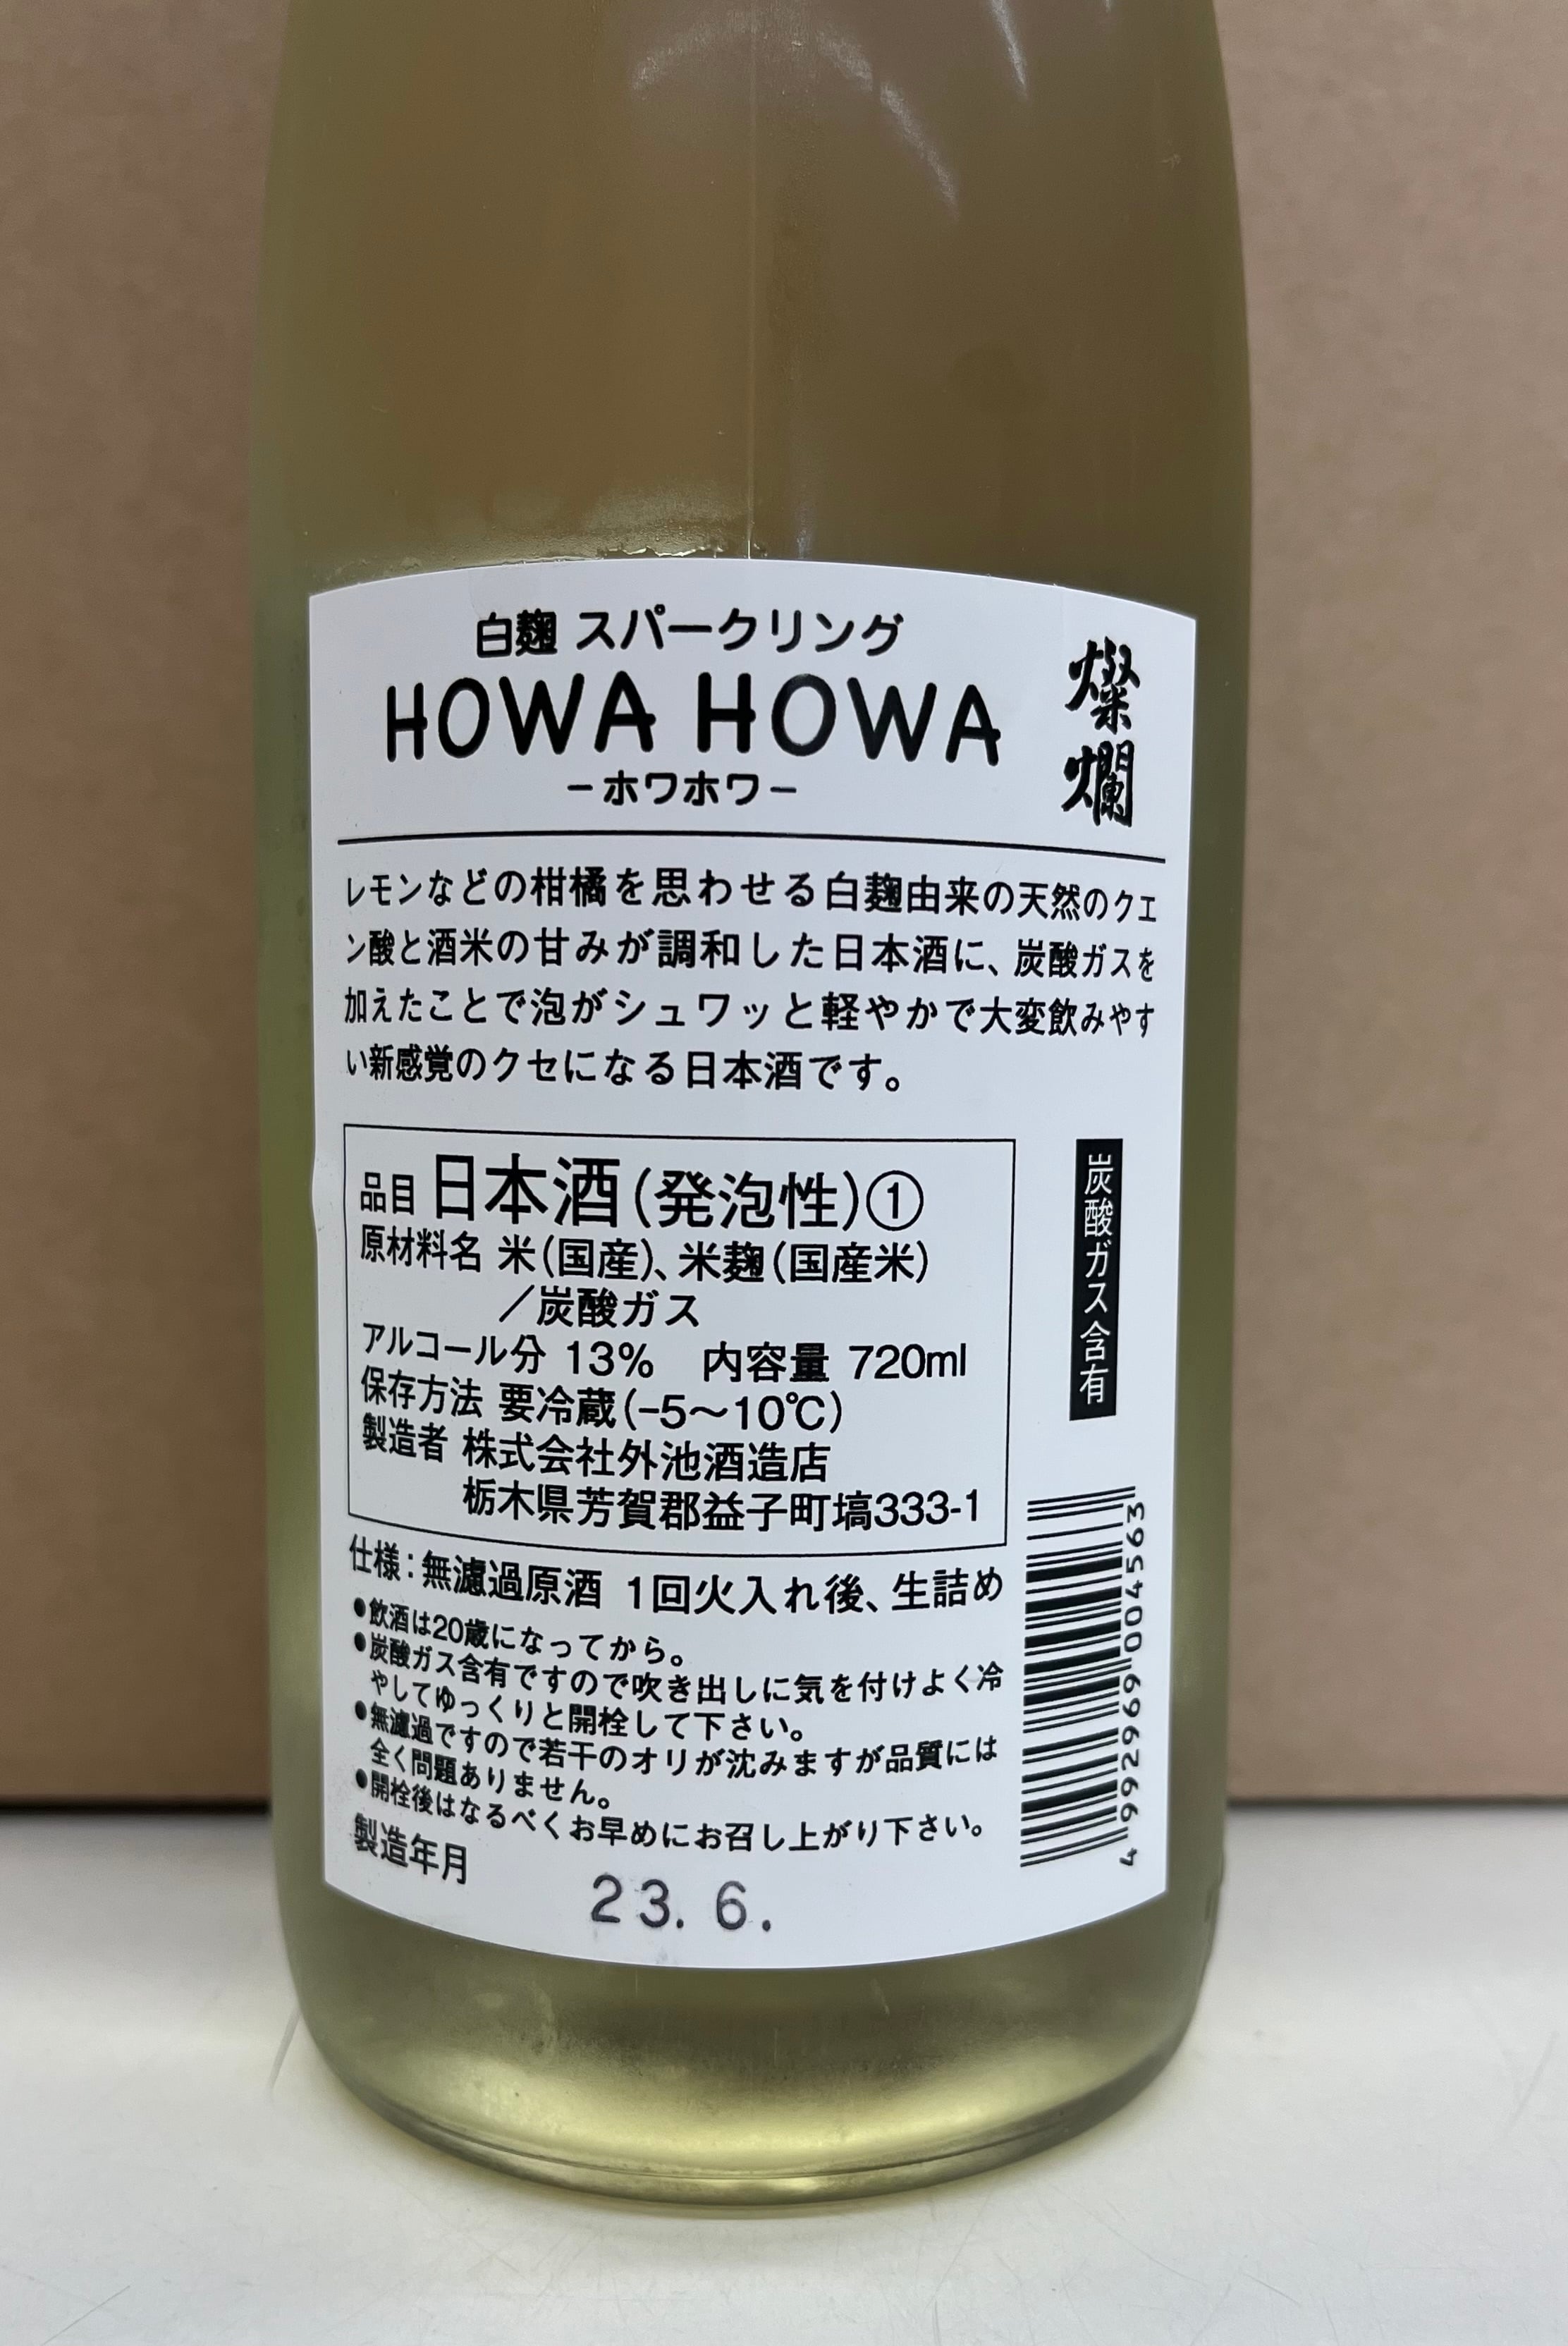 白麹 スパークリング
HOWA HOWA
－ホワホワ－
燦爛
レモンなどの柑橘を思わせる白麹由来の天然のクエ
ン酸と酒米の甘みが調和した日本酒に、炭酸ガスを
加えたことで泡がシュワッと軽やかで大変飲みやす
い新感覚のクセになる日本酒です。
品目 日本酒(発泡性)①
原材料名 米(国産)、米麹(国産米)
／炭酸ガス
アルコール分 13% 内容量 720ml
保存方法 要冷蔵(-5〜10℃)
製造者 株式会社外池酒造店
栃木県芳賀郡益子町塙333-1
炭酸ガス含有
仕様:無濾過原酒 1回火入れ後、生詰め
●飲酒は20歳になってから。
●炭酸ガス含有ですので吹き出しに気を付けよく冷
やしてゆっくりと開栓して下さい。
●無濾過ですので若干のオリが沈みますが品質には
全く問題ありません。
●開栓後はなるべくお早めにお召し上がり下さい。
製造年月
23. 6.
4 992969 004563